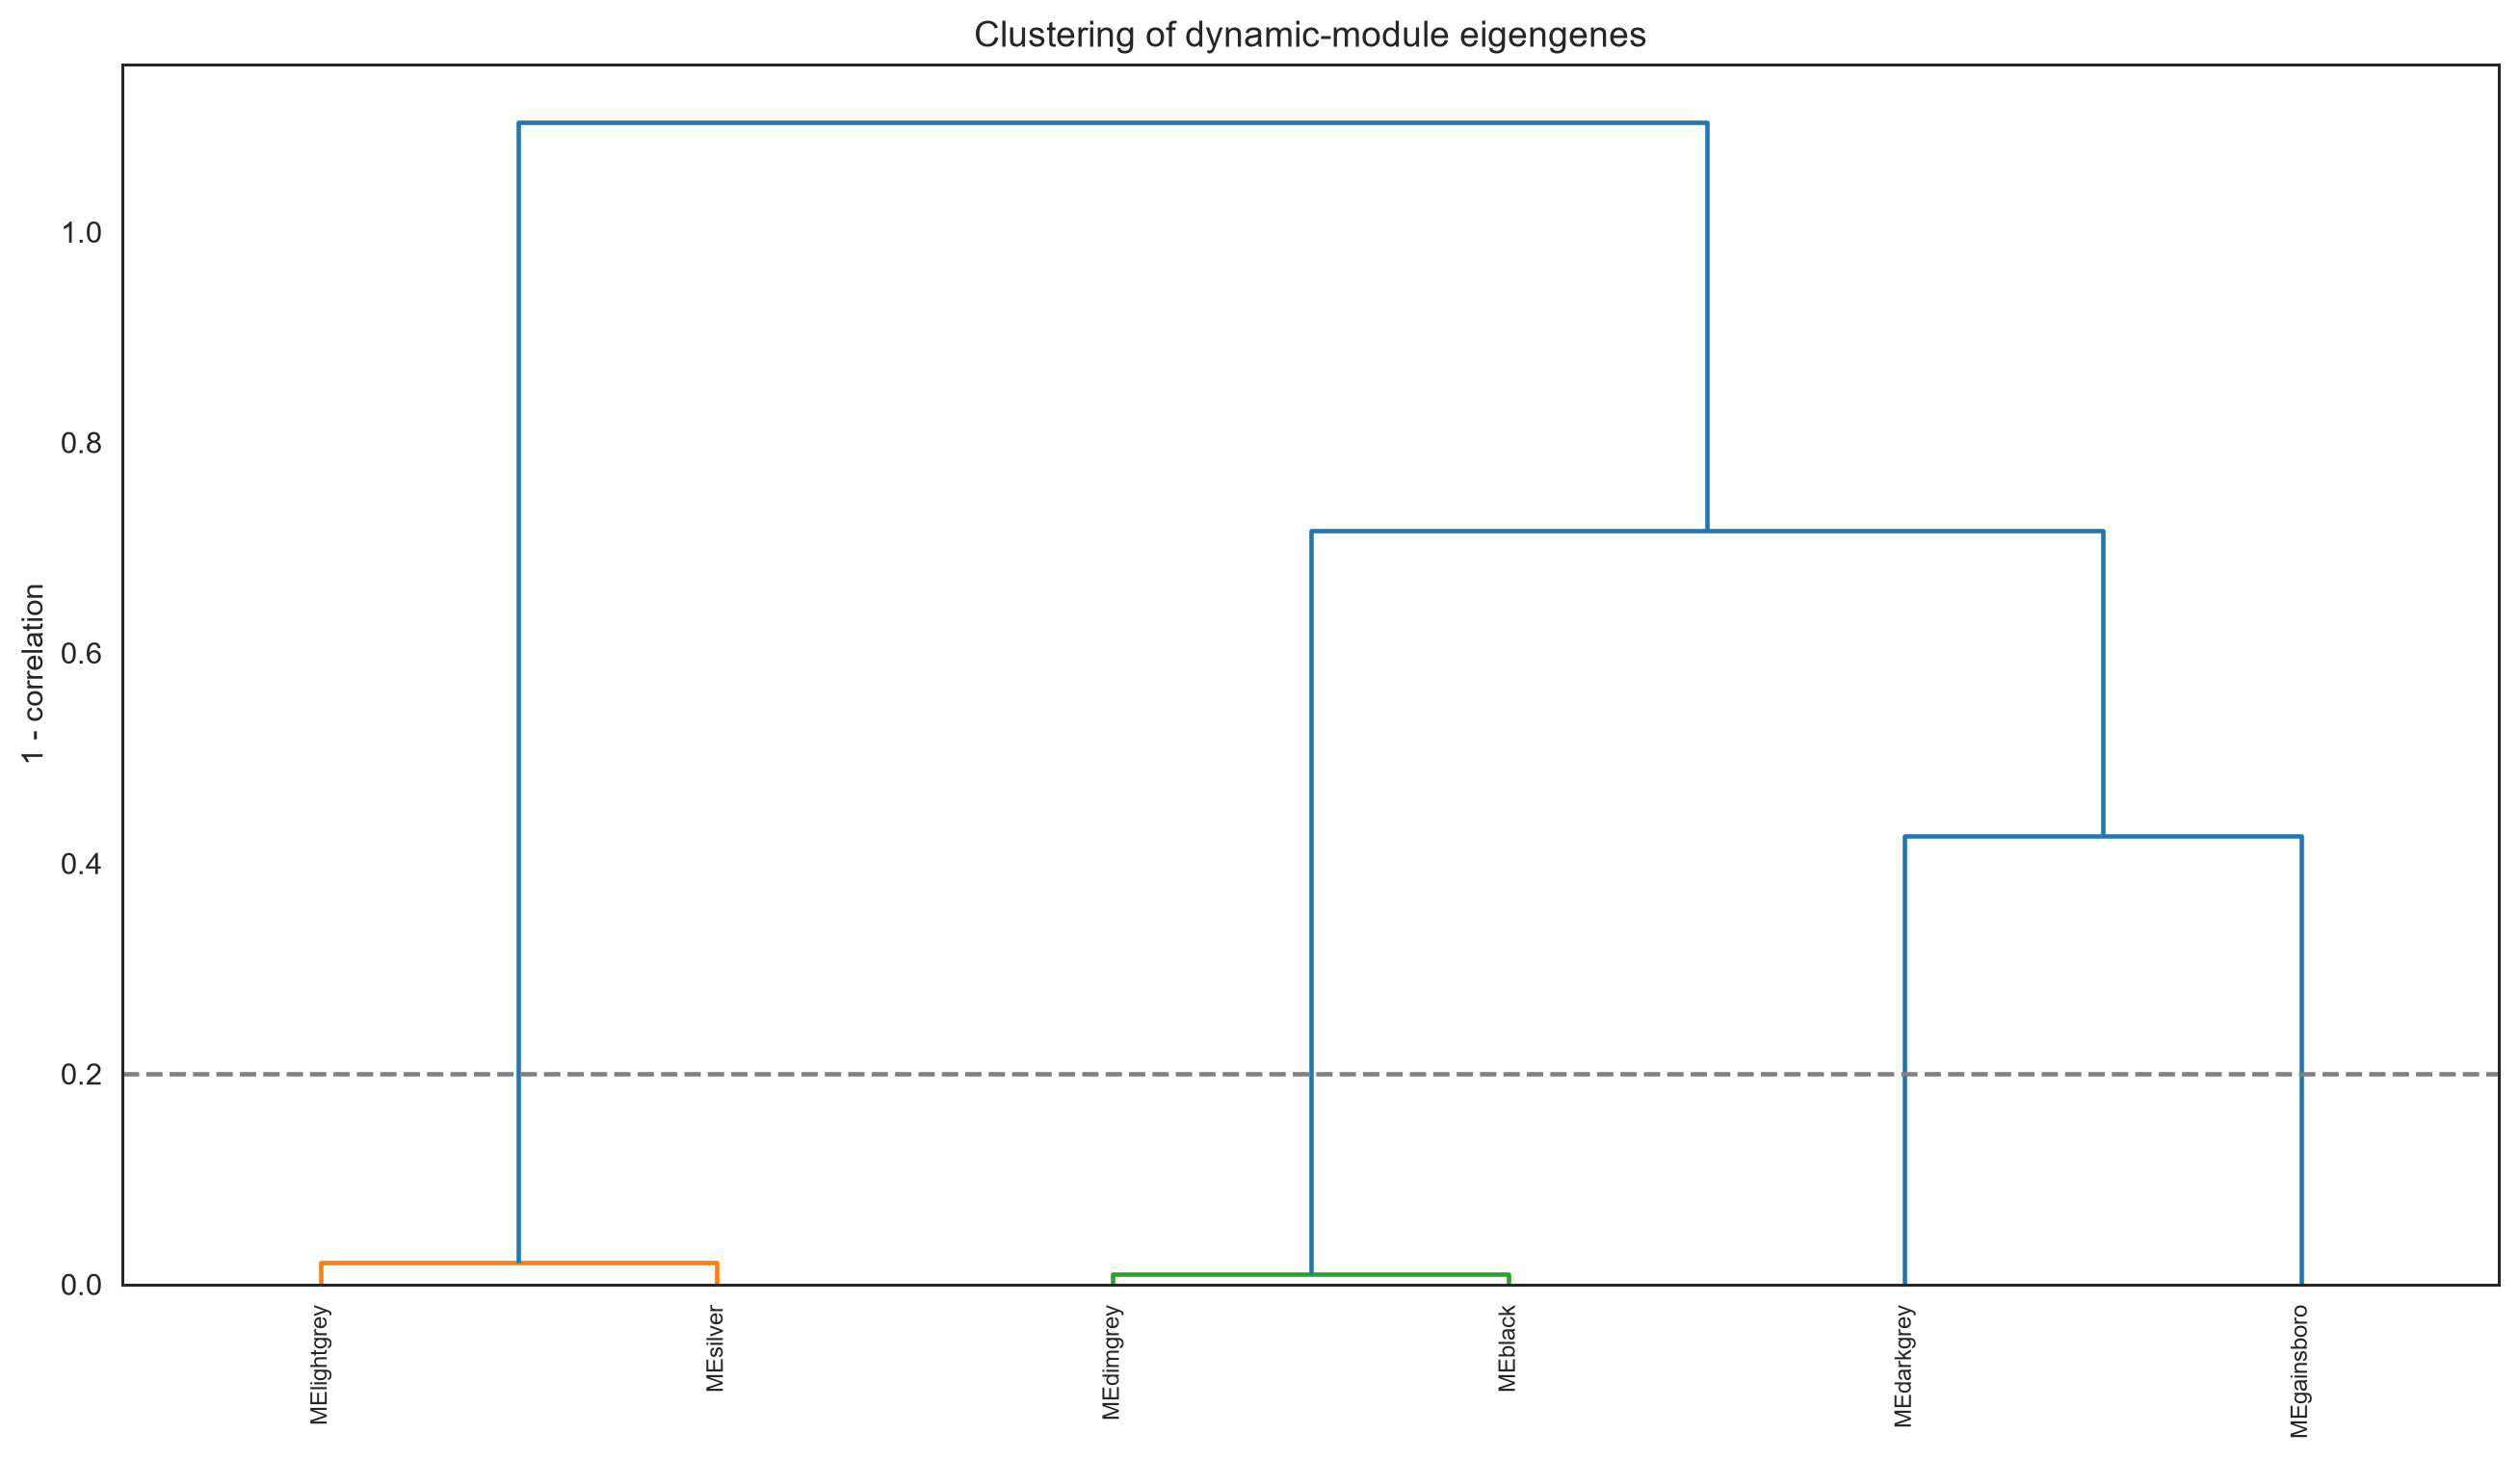 Clustering of dynamic-module eigengenes
1 - correlation
1.0
0.8
0.6
0.4
0.2
0.0
MElightgrey
MEsilver
MEdimgrey
MEblack
MEdarkgrey
MEgainsboro